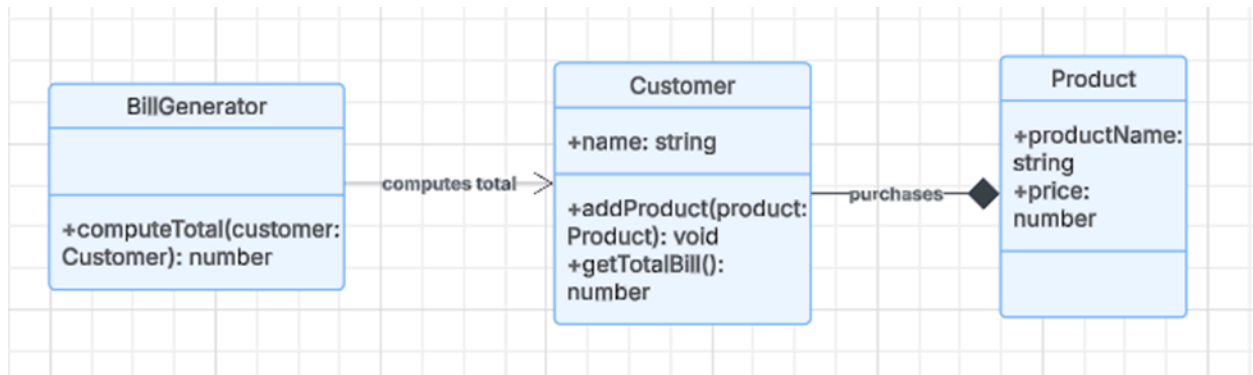 BillGenerator
+computeTotal(customer:
Customer): number
computes total
Customer
+name: string
+addProduct(product:
Product): void
+getTotalBill():
number
purchases
Product
+productName:
string
+price:
number